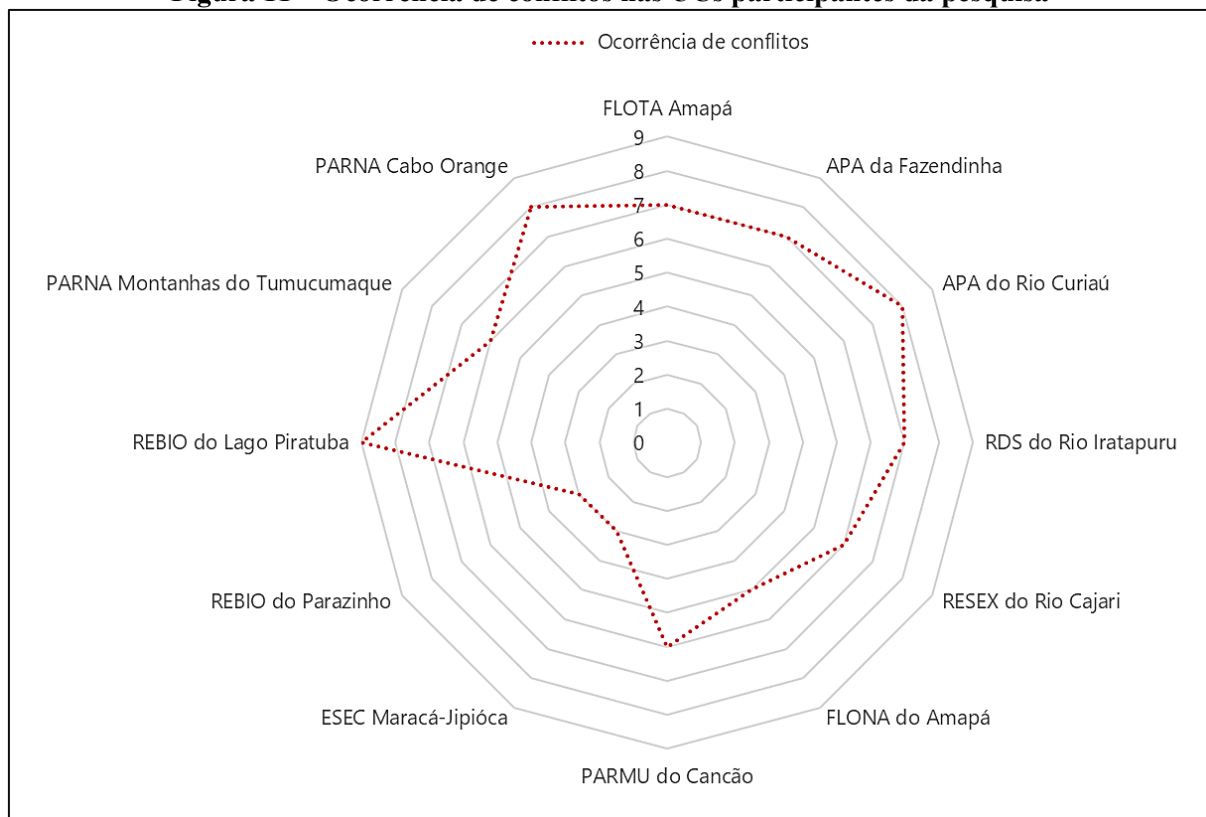 Figura 11 – Ocorrência de conflitos nas UCs participantes da pesquisa
Ocorrência de conflitos
FLOTA Amapá
PARNA Cabo Orange
APA da Fazendinha
PARNA Montanhas do Tumucumaque
APA do Rio Curiaú
REBIO do Lago Piratuba
RDS do Rio Iratapuru
REBIO do Parazinho
RESEX do Rio Cajari
ESEC Maracá-Jipióca
FLONA do Amapá
PARMU do Cancão
9
8
7
6
5
4
3
2
1
0